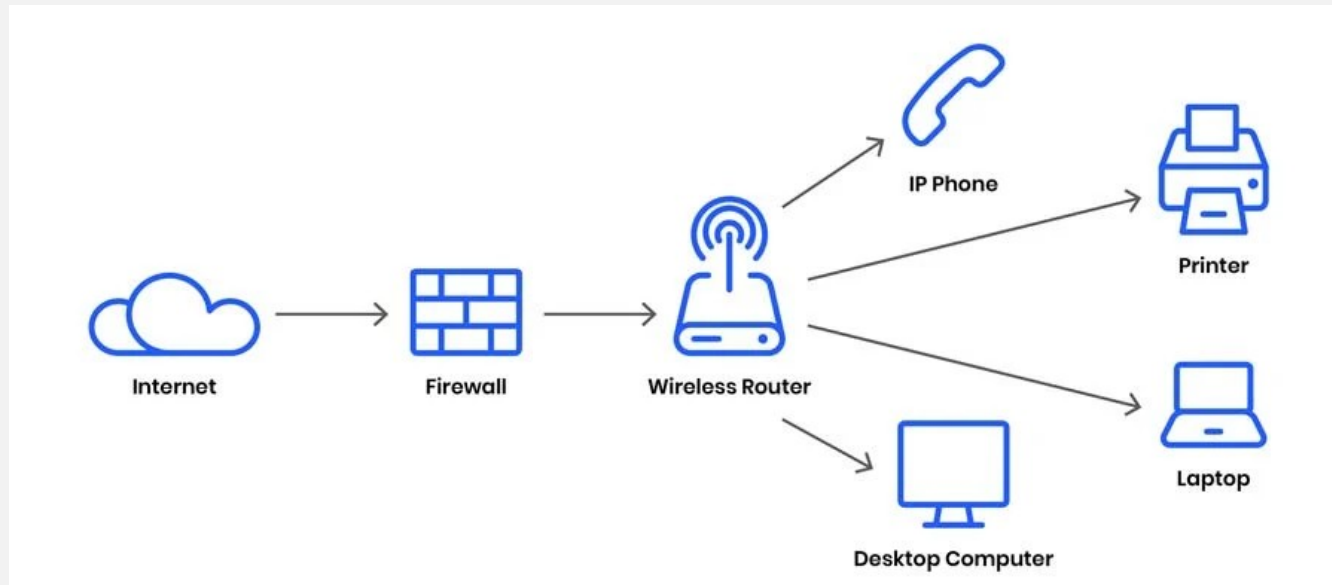 Internet
Firewall
Wireless Router
IP Phone
Printer
Laptop
Desktop Computer